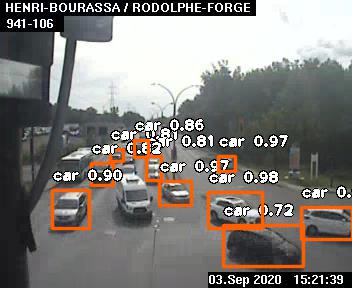 HENRI-BOURASSA / RODOLPHE-FORGE
941-106
car 0.86
car 0.81
car 0.81
car 0.97
car 0.82
car 0.97
car 0.90
car 0.98
car 0.
car 0.72
03.Sep 2020 15:21:39